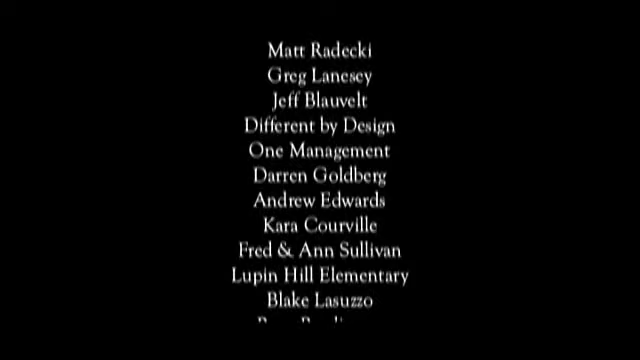 Matt Radecki
Greg Lanesey
Jeff Blauvelt
Different by Design
One Management
Darren Goldberg
Andrew Edwards
Kara Courville
Fred & Ann Sullivan
Lupin Hill Elementary
Blake Lasuzzo